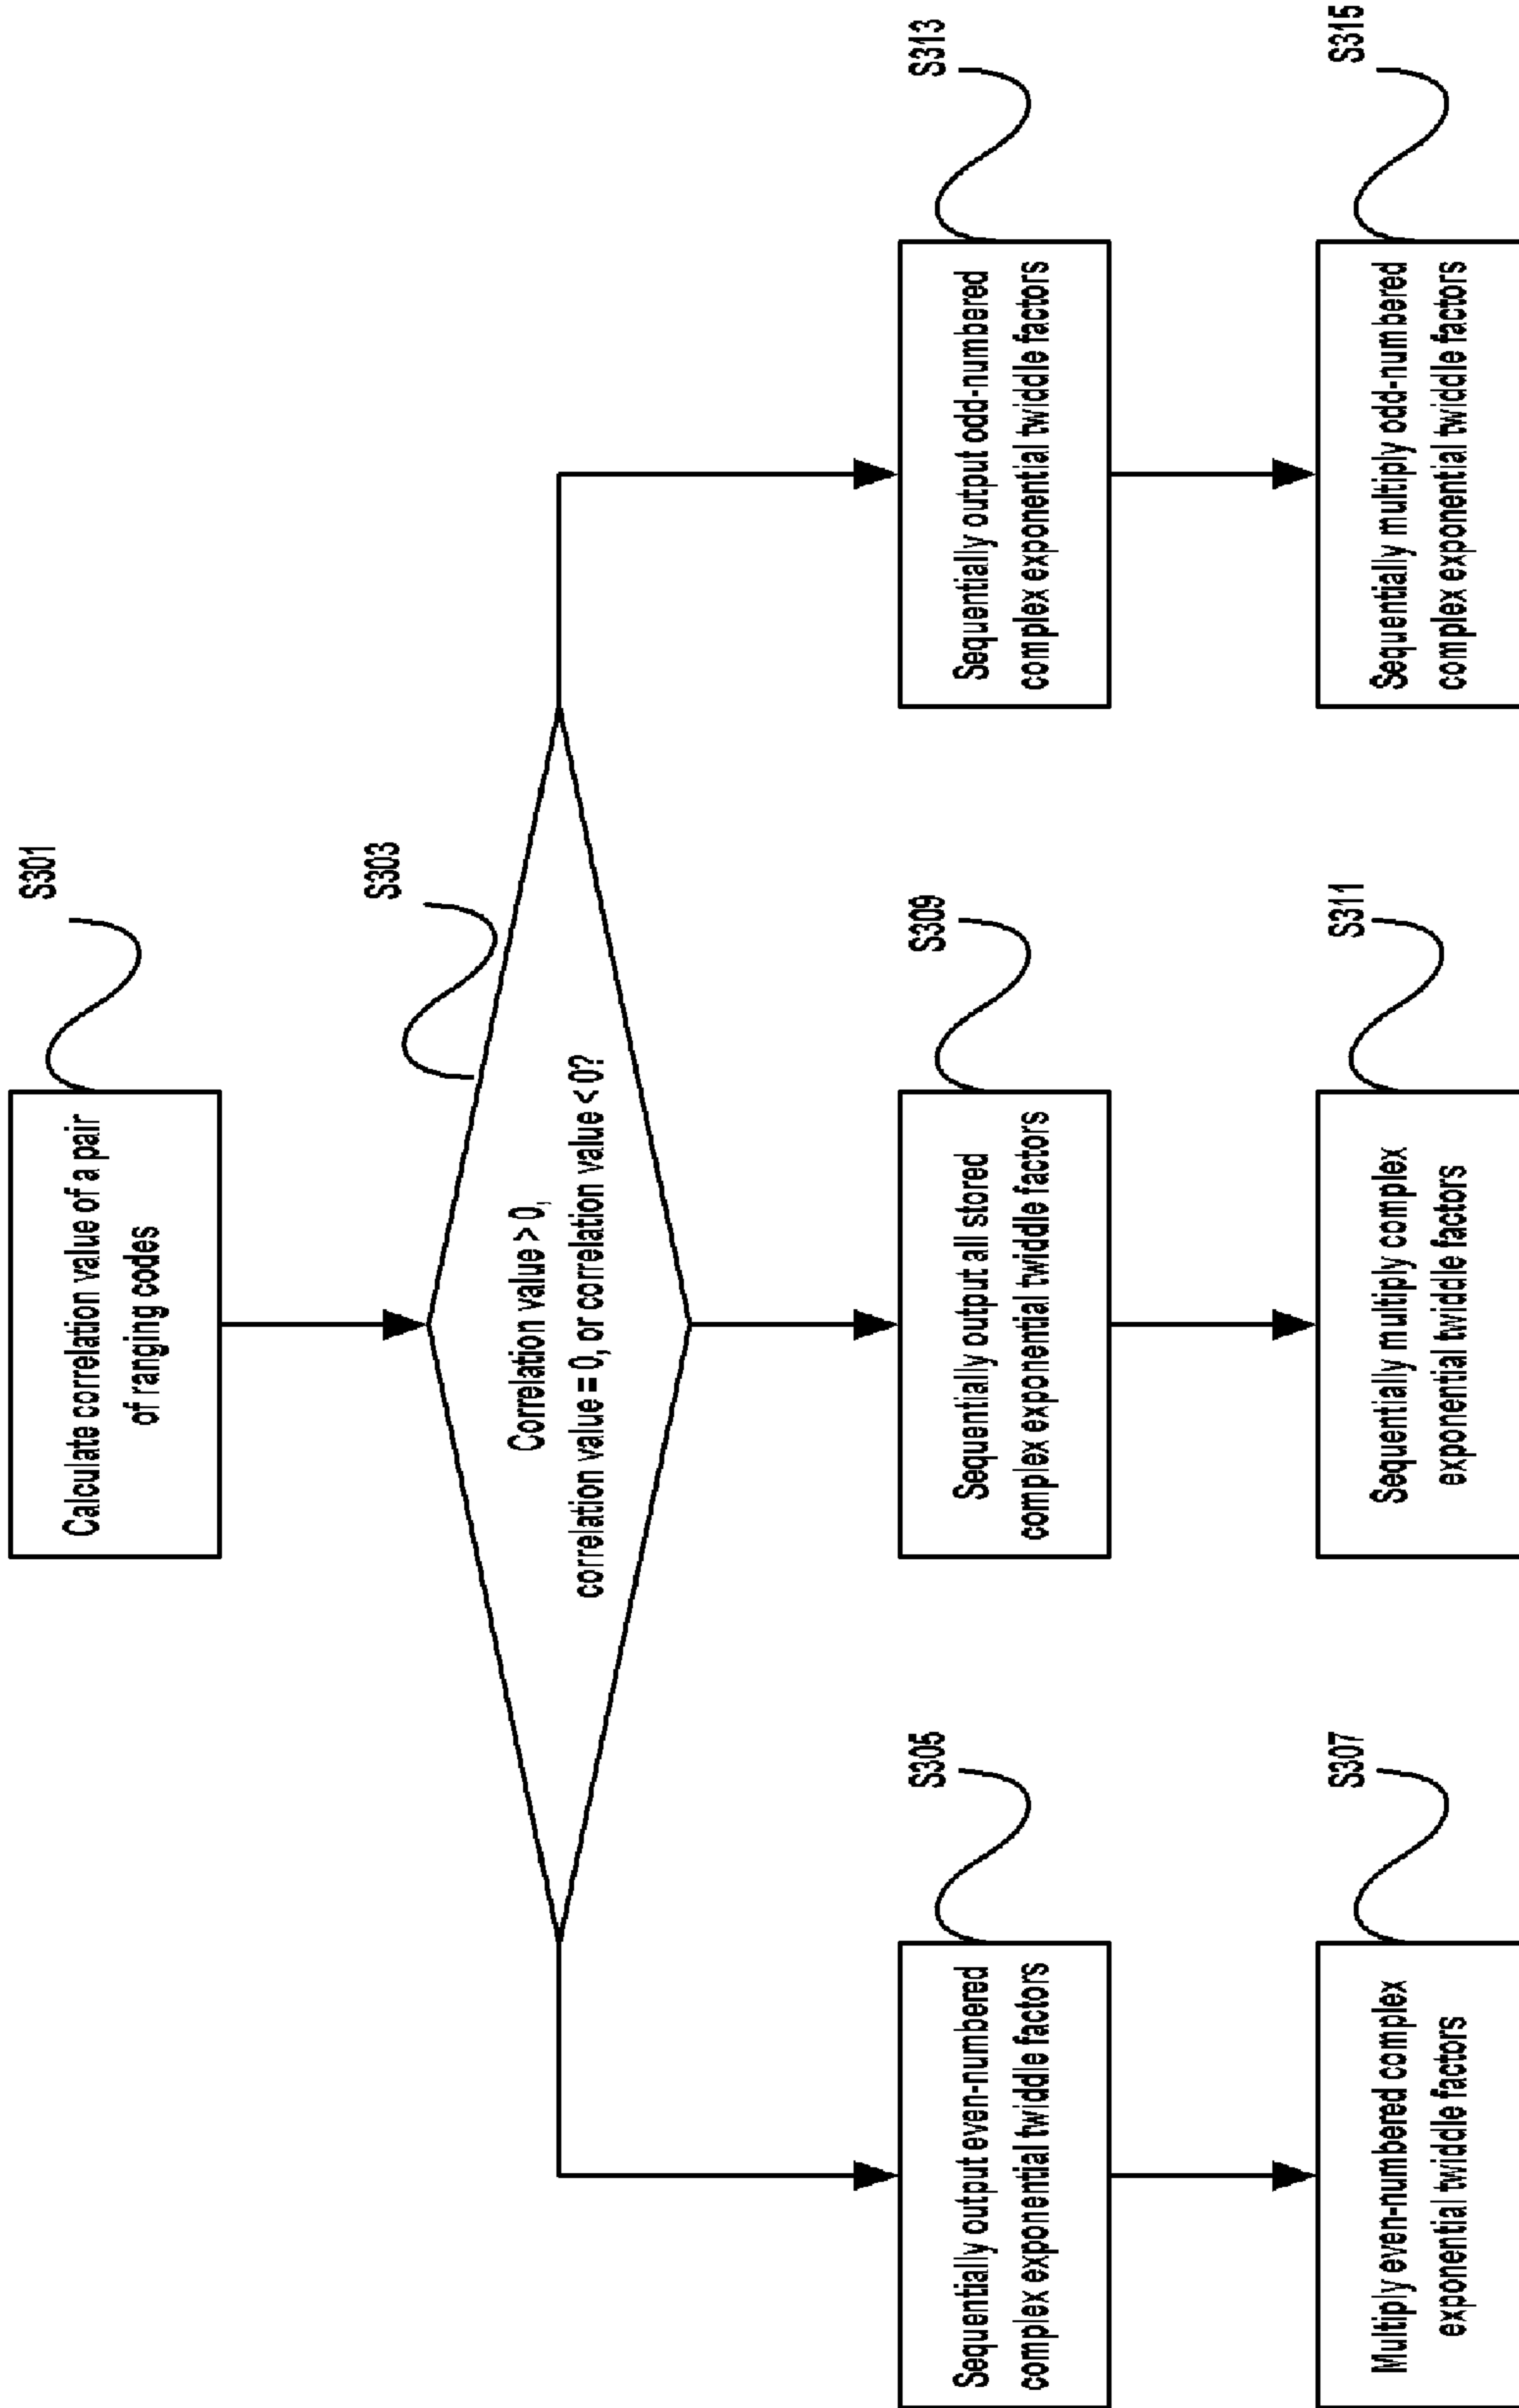 S301
Calculate correlation value of a pair
of ranging codes
S303
Correlation value > 0,
correlation value = 0, or correlation value < 0?
S305
Sequentially output even-numbered
complex exponential twiddle factors
S309
Sequentially output all stored
complex exponential twiddle factors
S313
Sequentially output odd-numbered
complex exponential twiddle factors
S307
Multiply even-numbered complex
exponential twiddle factors
S311
Sequentially multiply complex
exponential twiddle factors
S315
Sequentially multiply odd-numbered
complex exponential twiddle factors